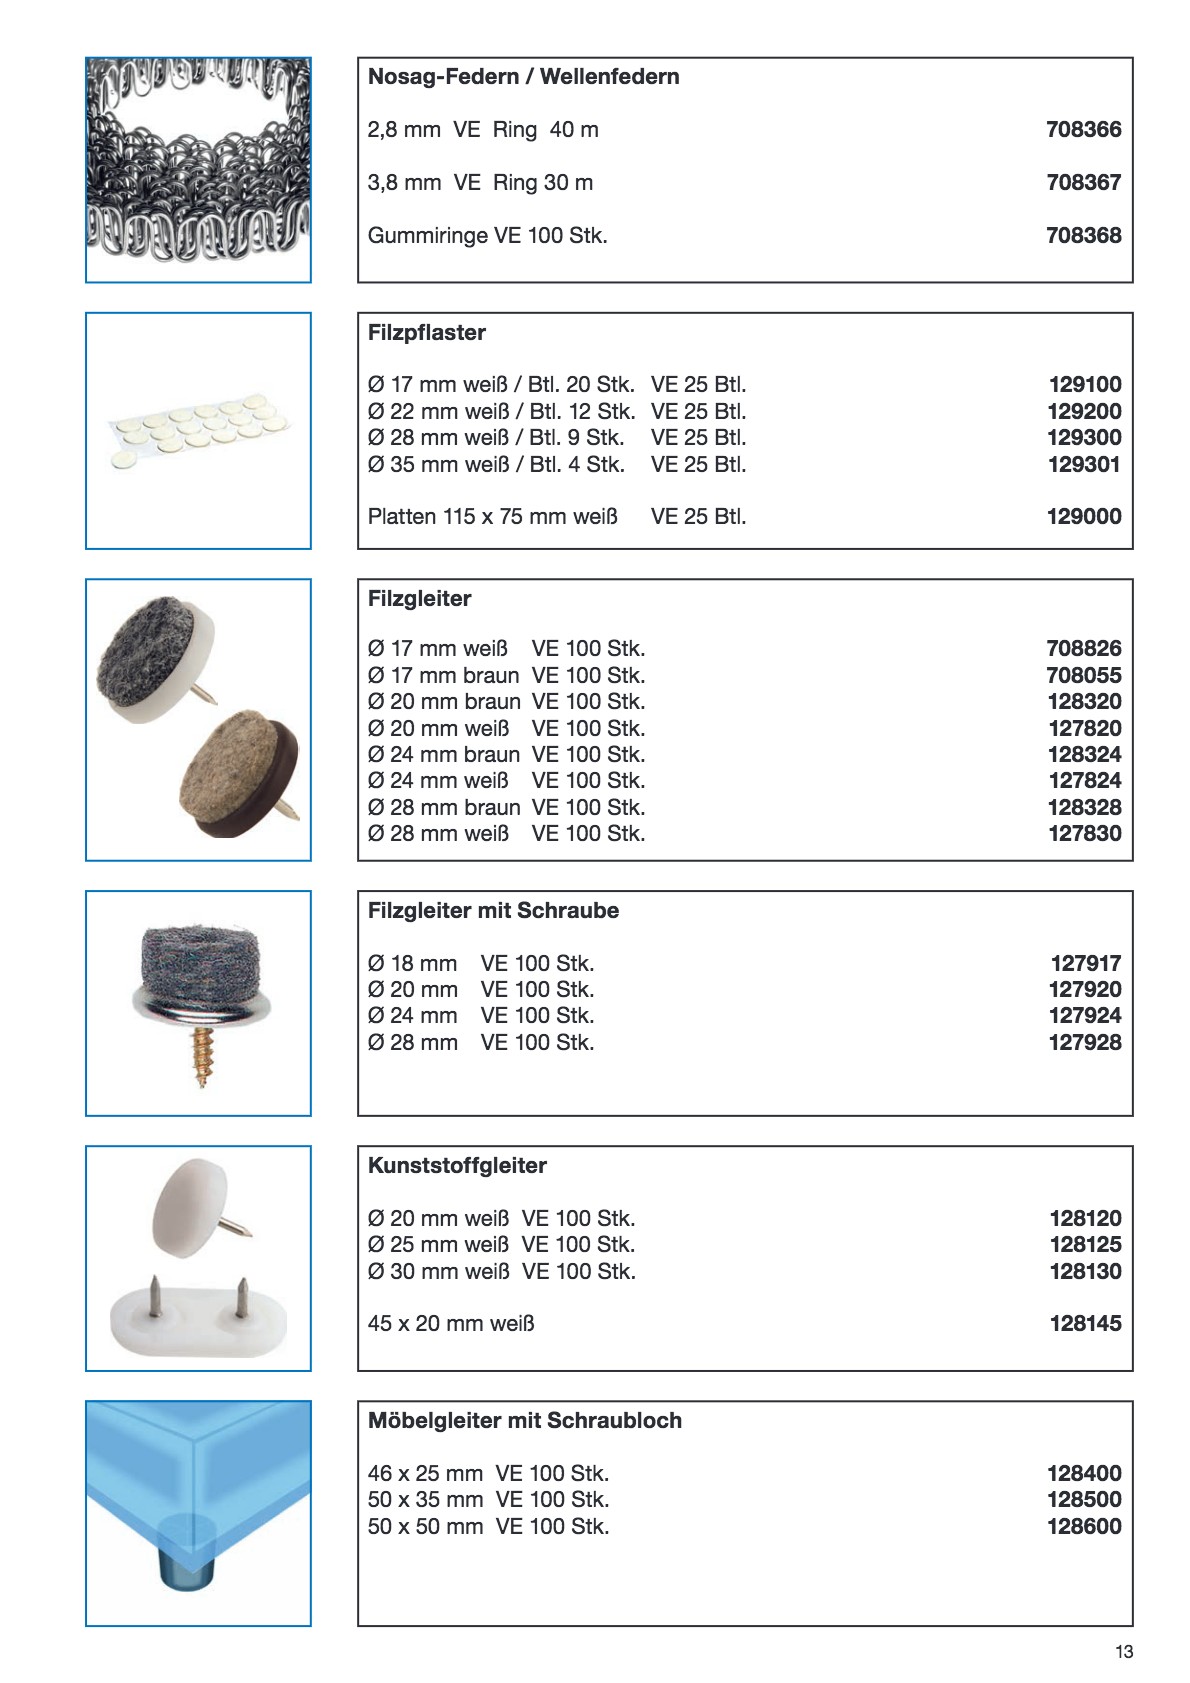 Nosag-Federn / Wellenfedern
2,8 mm VE Ring 40 m 708366
3,8 mm VE Ring 30 m 708367
Gummiringe VE 100 Stk. 708368
Filzpflaster
Ø 17 mm weiß / Btl. 20 Stk. VE 25 Btl. 129100
Ø 22 mm weiß / Btl. 12 Stk. VE 25 Btl. 129200
Ø 28 mm weiß / Btl. 9 Stk. VE 25 Btl. 129300
Ø 35 mm weiß / Btl. 4 Stk. VE 25 Btl. 129301
Platten 115 x 75 mm weiß VE 25 Btl. 129000
Filzgleiter
Ø 17 mm weiß VE 100 Stk. 708826
Ø 17 mm braun VE 100 Stk. 708055
Ø 20 mm braun VE 100 Stk. 128320
Ø 20 mm weiß VE 100 Stk. 127820
Ø 24 mm braun VE 100 Stk. 128324
Ø 24 mm weiß VE 100 Stk. 127824
Ø 28 mm braun VE 100 Stk. 128328
Ø 28 mm weiß VE 100 Stk. 127830
Filzgleiter mit Schraube
Ø 18 mm VE 100 Stk. 127917
Ø 20 mm VE 100 Stk. 127920
Ø 24 mm VE 100 Stk. 127924
Ø 28 mm VE 100 Stk. 127928
Kunststoffgleiter
Ø 20 mm weiß VE 100 Stk. 128120
Ø 25 mm weiß VE 100 Stk. 128125
Ø 30 mm weiß VE 100 Stk. 128130
45 x 20 mm weiß 128145
Möbelgleiter mit Schraubloch
46 x 25 mm VE 100 Stk. 128400
50 x 35 mm VE 100 Stk. 128500
50 x 50 mm VE 100 Stk. 128600
13